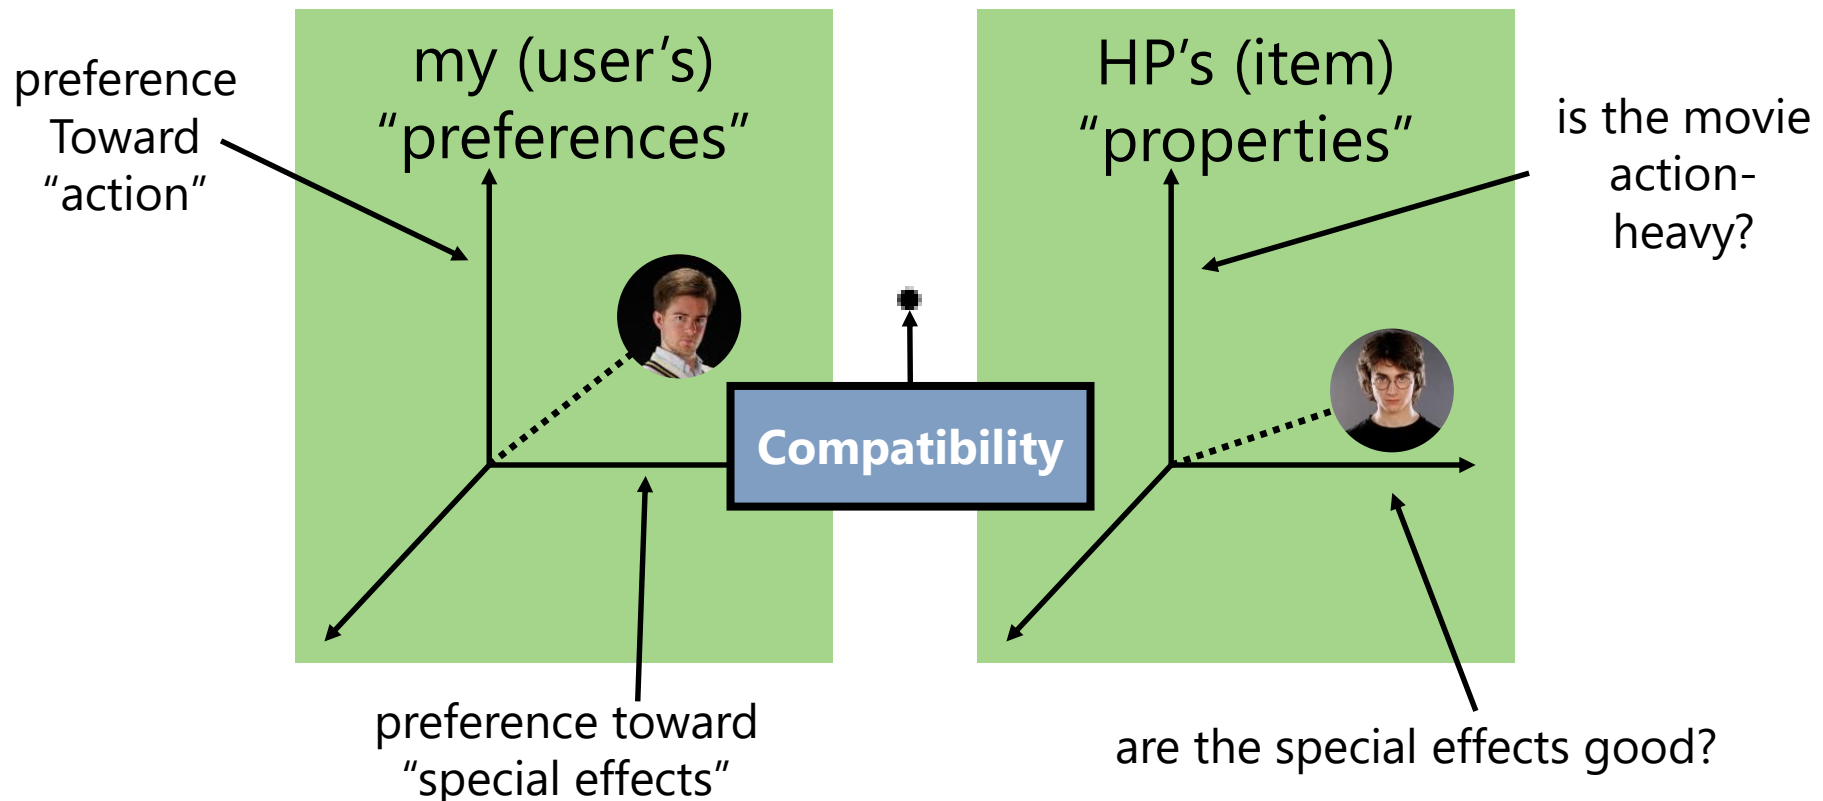 preference
Toward
“action”
my (user’s)
“preferences”
HP’s (item)
“properties”
is the movie
action-
heavy?
Compatibility
preference toward
“special effects”
are the special effects good?